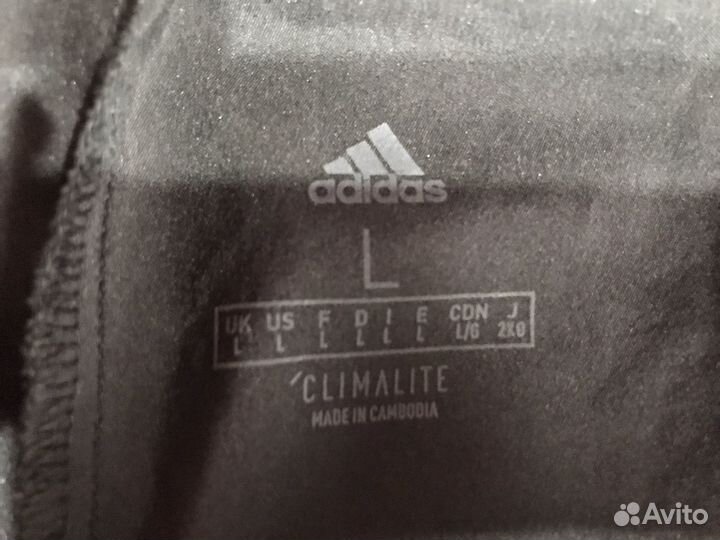 adidas
L
UK US F D I E CDN J
L L L L L L L/G 2XO
CLIMALITE
MADE IN CAMBODIA
Avito